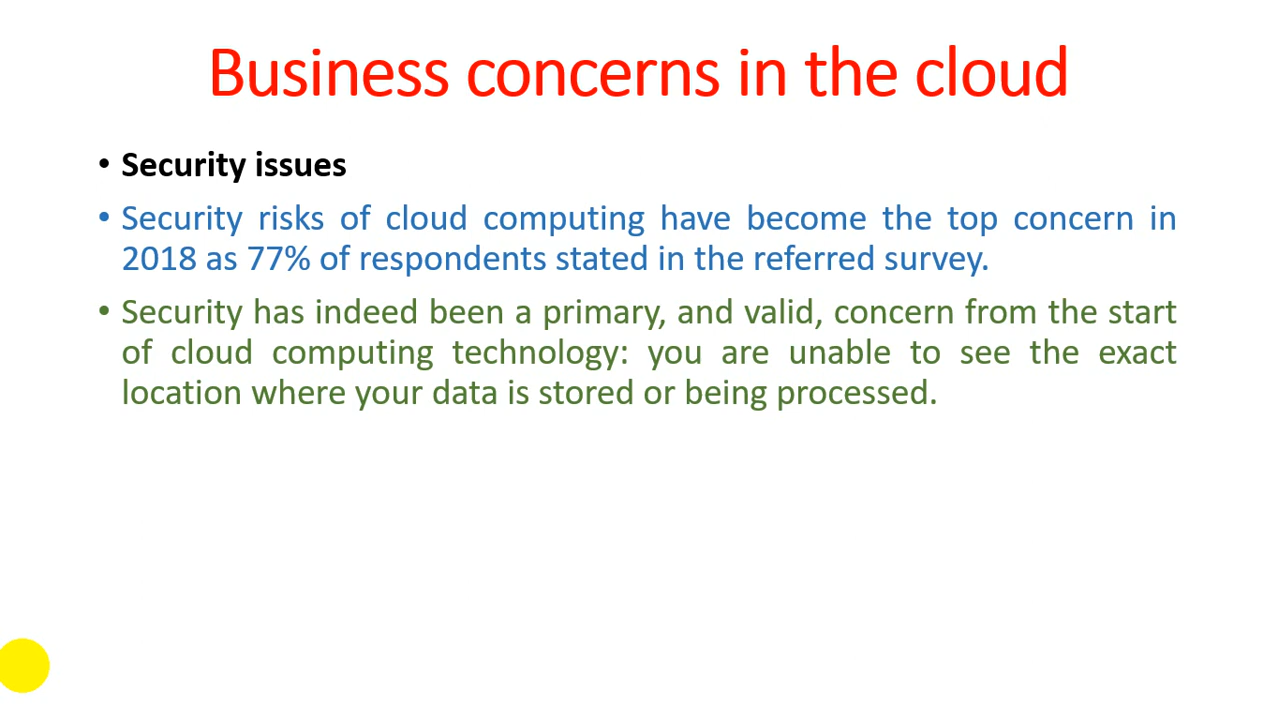 Business concerns in the cloud
• Security issues
• Security risks of cloud computing have become the top concern in
2018 as 77% of respondents stated in the referred survey.
• Security has indeed been a primary, and valid, concern from the start
of cloud computing technology: you are unable to see the exact
location where your data is stored or being processed.